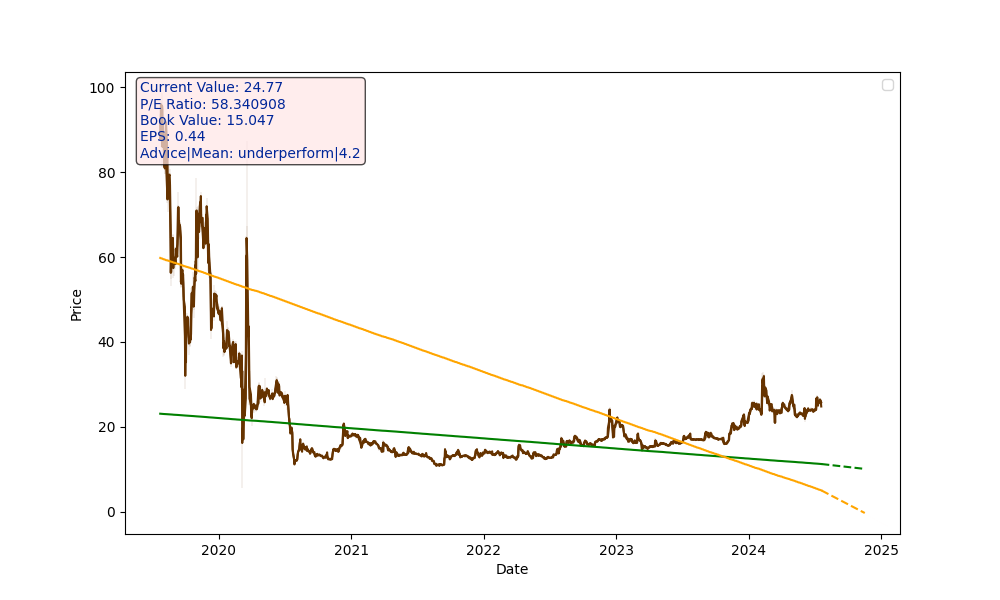 Current Value: 24.77
P/E Ratio: 58.340908
Book Value: 15.047
EPS: 0.44
Advice|Mean: underperform|4.2
100
80
60
40
20
0
Price
2020 2021 2022 2023 2024 2025
Date